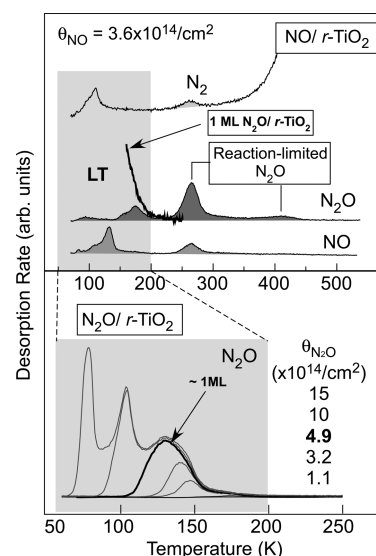 θNO = 3.6x10¹⁴/cm²
NO/ r-TiO₂
N₂
1 ML N₂O/ r-TiO₂
LT
Reaction-limited
N₂O
N₂O
NO
100 200 300 400 500
Desorption Rate (arb. units)
N₂O/ r-TiO₂
N₂O
~ 1ML
θN₂O
(x10¹⁴/cm²)
15
10
4.9
3.2
1.1
50 100 150 200 250
Temperature (K)